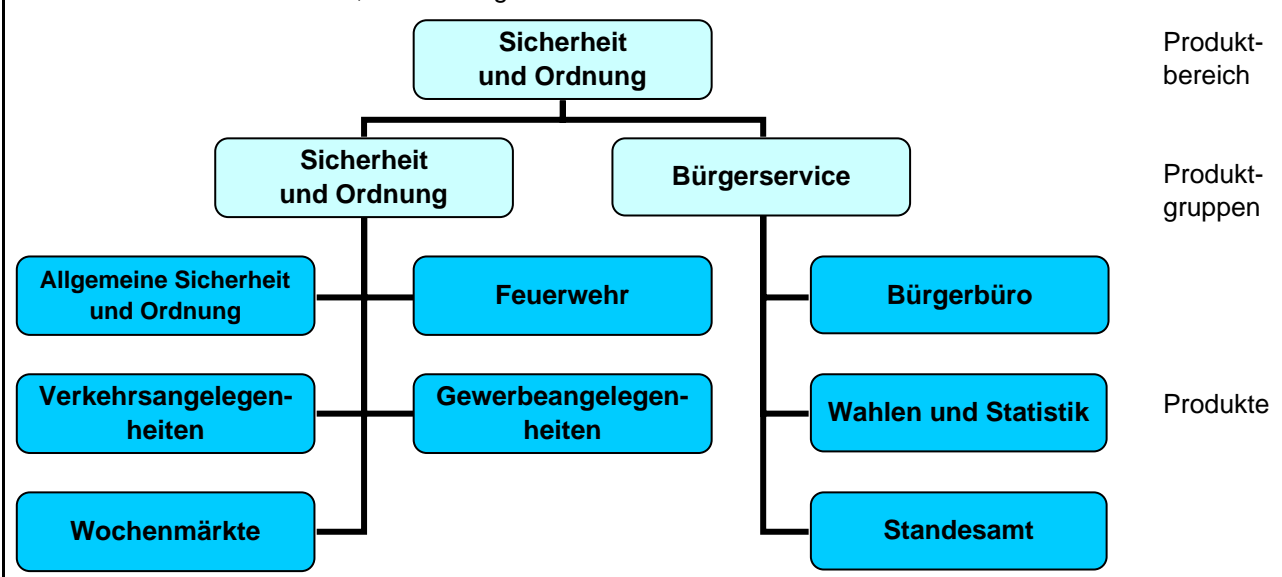 Sicherheit
und Ordnung
Produkt-
bereich
Sicherheit
und Ordnung
Bürgerservice
Produkt-
gruppen
Allgemeine Sicherheit
und Ordnung
Feuerwehr
Bürgerbüro
Verkehrsangelegen-
heiten
Gewerbeangelegen-
heiten
Wahlen und Statistik
Produkte
Wochenmärkte
Standesamt